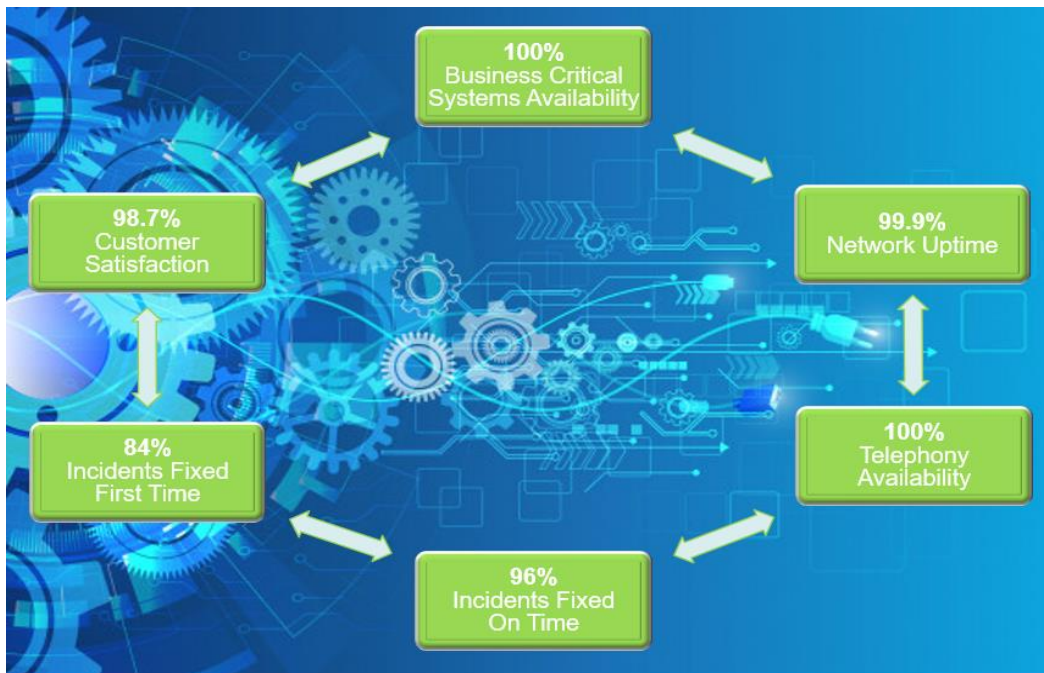 100%
Business Critical
Systems Availability
98.7%
Customer
Satisfaction
99.9%
Network Uptime
84%
Incidents Fixed
First Time
100%
Telephony
Availability
96%
Incidents Fixed
On Time